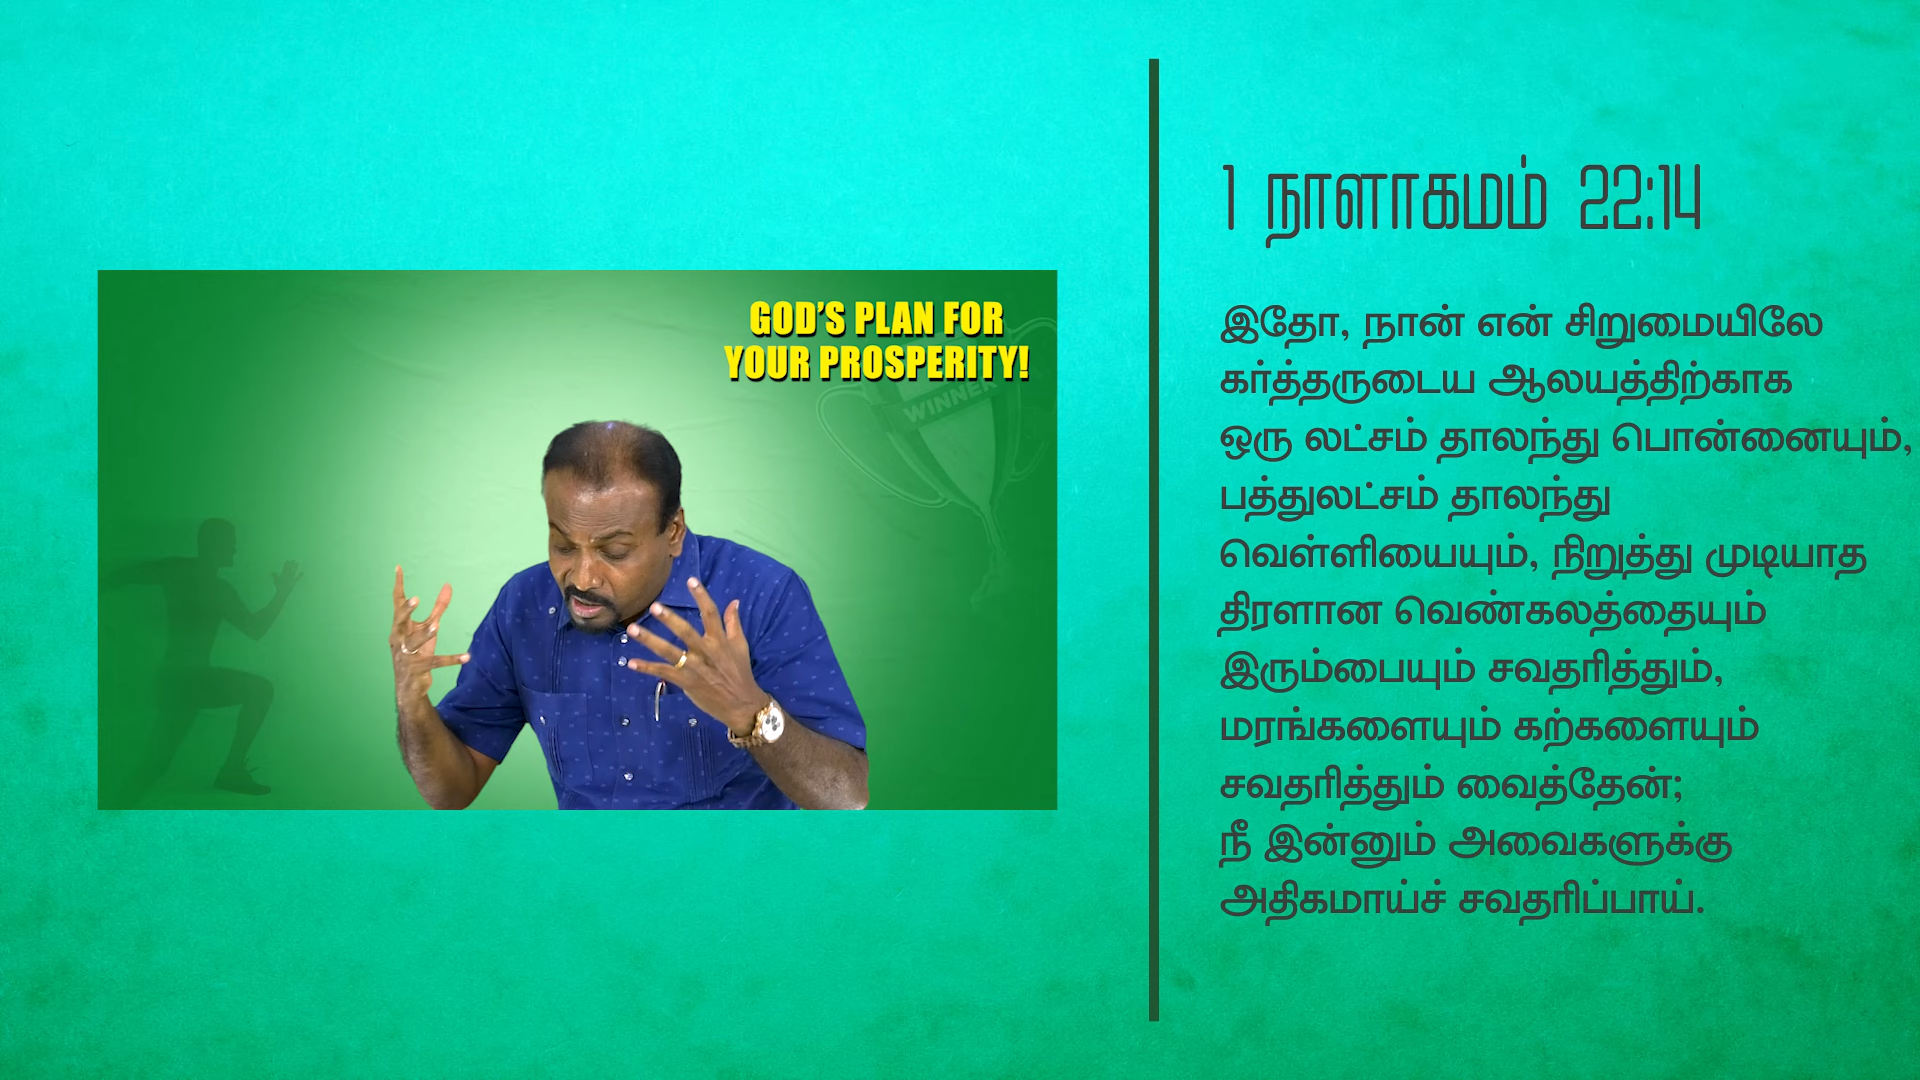 GOD'S PLAN FOR
YOUR PROSPERITY!
WINNER
1 நாளாகமம் 22:14
இதோ, நான் என் சிறுமையிலே
கர்த்தருடைய ஆலயத்திற்காக
ஒரு லட்சம் தாலந்து பொன்னையும்,
பத்துலட்சம் தாலந்து
வெள்ளியையும், நிறுத்து முடியாத
திரளான வெண்கலத்தையும்
இரும்பையும் சவதரித்தும்,
மரங்களையும் கற்களையும்
சவதரித்தும் வைத்தேன்;
நீ இன்னும் அவைகளுக்கு
அதிகமாய்ச் சவதரிப்பாய்.